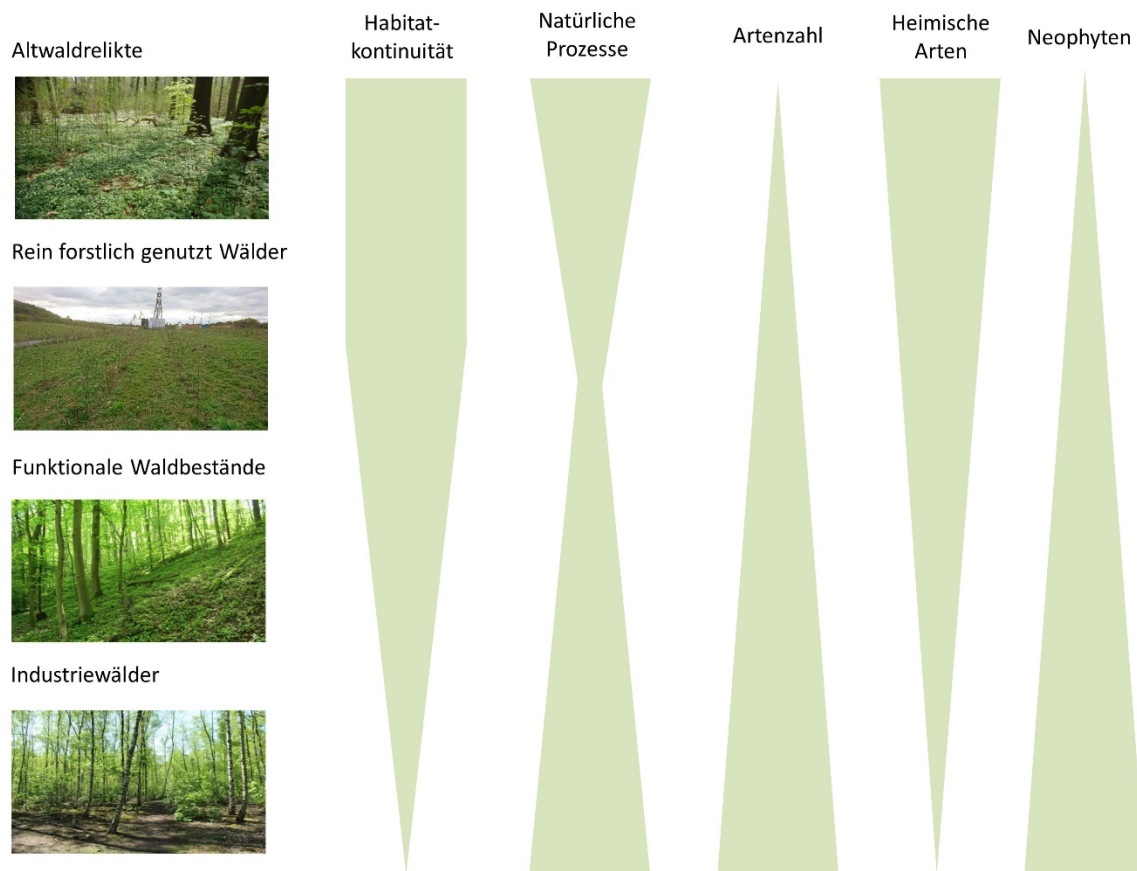 Habitat-
kontinuität
Natürliche
Prozesse
Artenzahl
Heimische
Arten
Neophyten
Altwaldrelikte
Rein forstlich genutzt Wälder
Funktionale Waldbestände
Industriewälder